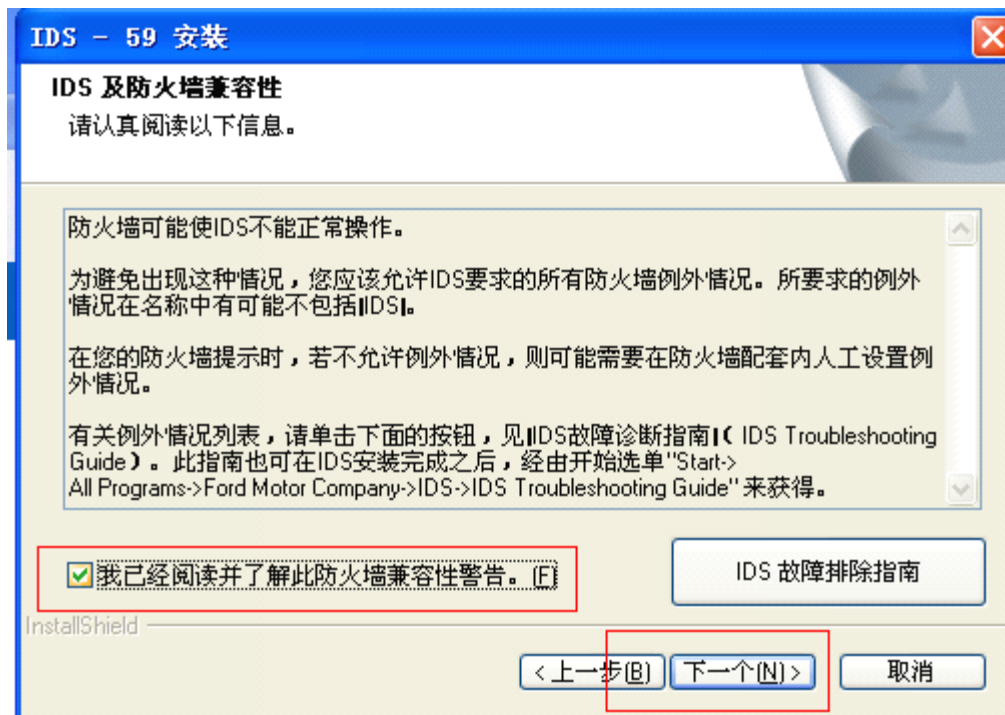 IDS - 59 安装
IDS 及防火墙兼容性
请认真阅读以下信息。
防火墙可能使IDS不能正常操作。
为避免出现这种情况，您应该允许IDS要求的所有防火墙例外情况。所要求的例外
情况在名称中有可能不包括|IDS|。
在您的防火墙提示时，若不允许例外情况，则可能需要在防火墙配套内人工设置例
外情况。
有关例外情况列表，请单击下面的按钮，见|IDS故障诊断指南|( IDS Troubleshooting
Guide)。此指南也可在IDS安装完成之后，经由开始选单"Start->
All Programs->Ford Motor Company->IDS->IDS Troubleshooting Guide" 来获得。
我已经阅读并了解此防火墙兼容性警告。(F)
IDS 故障排除指南
InstallShield
< 上一步(B)
下一个(N) >
取消